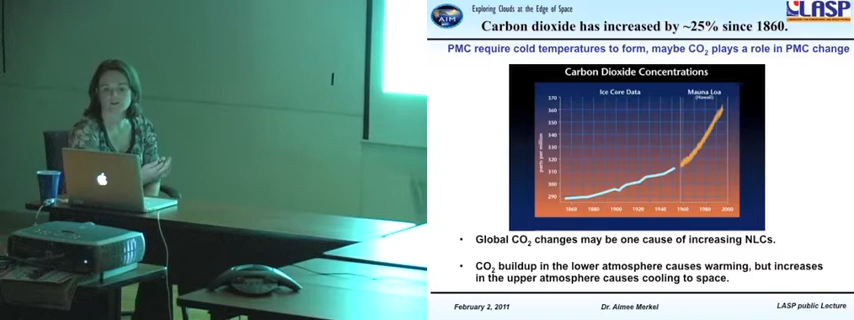 AIM
Exploring Clouds at the Edge of Space
LASP
Carbon dioxide has increased by ~25% since 1860.
PMC require cold temperatures to form, maybe CO₂ plays a role in PMC change
Carbon Dioxide Concentrations
Ice Core Data
Mauna Loa
(Hawaii)
parts per million
370
360
350
340
330
320
310
300
290
1860 1880 1900 1920 1940 1960 1980 2000
• Global CO₂ changes may be one cause of increasing NLCs.
• CO₂ buildup in the lower atmosphere causes warming, but increases
in the upper atmosphere causes cooling to space.
February 2, 2011 Dr. Aimee Merkel LASP public Lecture